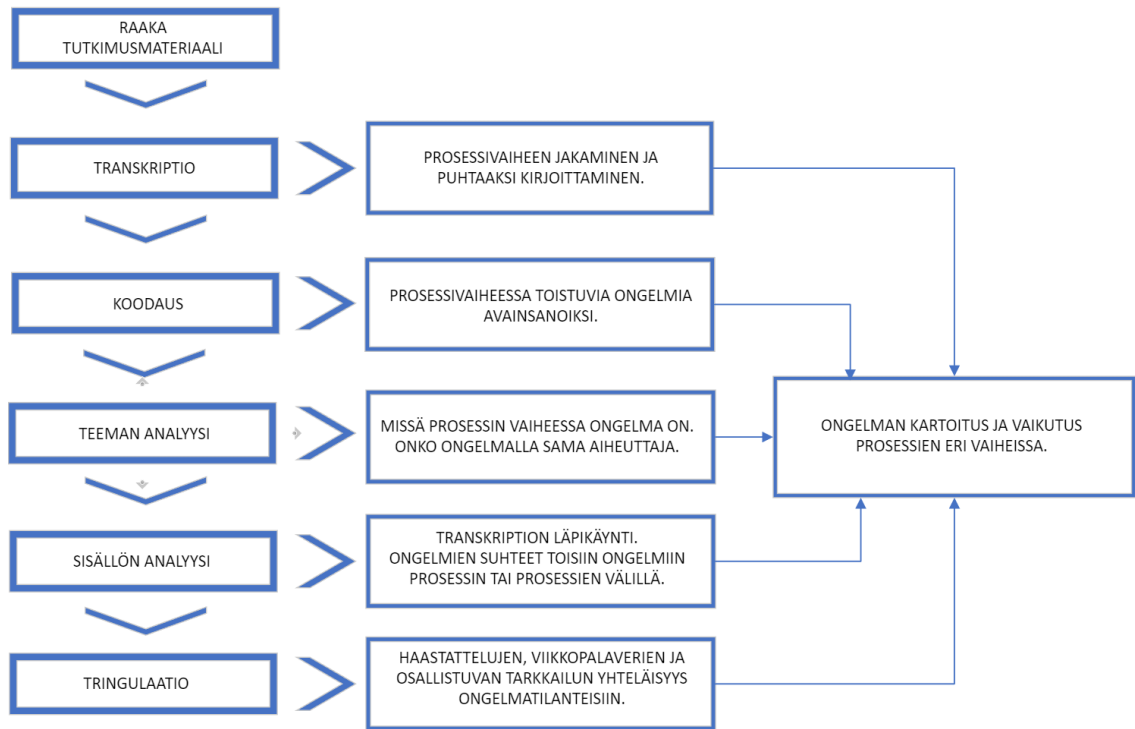 RAAKA
TUTKIMUSMATERIAALI
TRANSKRIPTIO
PROSESSIVAIHEEN JAKAMINEN JA
PUHTAAKSI KIRJOITTAMINEN.
KOODAUS
PROSESSIVAIHEESSA TOISTUVIA ONGELMIA
AVAINSANOIKSI.
TEEMAN ANALYYSI
MISSÄ PROSESSIN VAIHEESSA ONGELMA ON.
ONKO ONGELMALLA SAMA AIHEUTTAJA.
ONGELMAN KARTOITUS JA VAIKUTUS
PROSESSIEN ERI VAIHEISSA.
SISÄLLÖN ANALYYSI
TRANSKRIPTION LÄPIKÄYNTI.
ONGELMIEN SUHTEET TOISIIN ONGELMIIN
PROSESSIN TAI PROSESSIEN VÄLILLÄ.
TRINGULAATIO
HAASTATTELUJEN, VIIKKOPALAVERIEN JA
OSALLISTUVAN TARKKAILUN YHTELÄISYYS
ONGELMATILANTEISIIN.